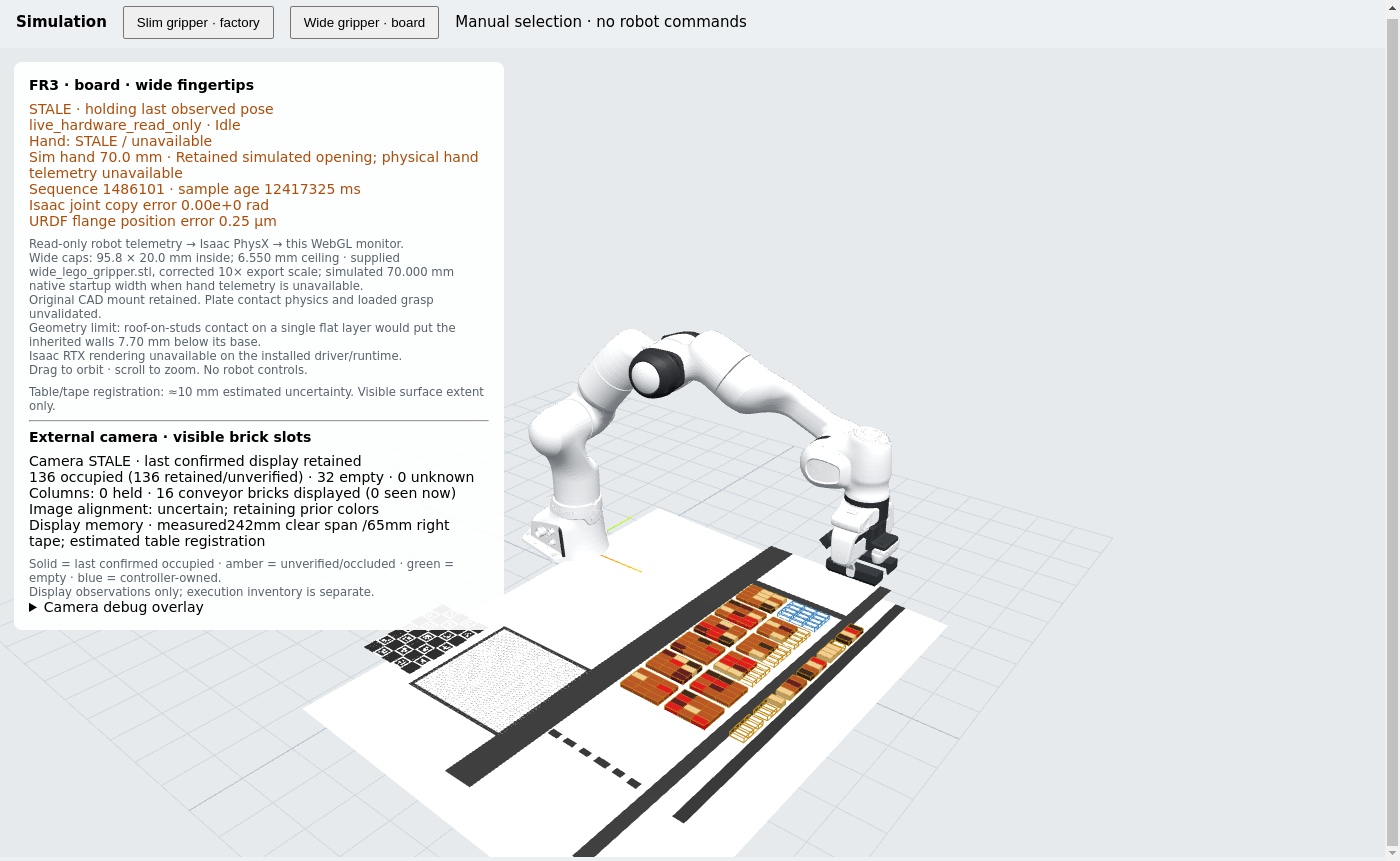 Simulation
Slim gripper · factory
Wide gripper · board
Manual selection · no robot commands
FR3 · board · wide fingertips
STALE · holding last observed pose
live_hardware_read_only · Idle
Hand: STALE / unavailable
Sim hand 70.0 mm · Retained simulated opening; physical hand
telemetry unavailable
Sequence 1486101 · sample age 12417325 ms
Isaac joint copy error 0.00e+0 rad
URDF flange position error 0.25 µm
Read-only robot telemetry → Isaac PhysX → this WebGL monitor.
Wide caps: 95.8 × 20.0 mm inside; 6.550 mm ceiling · supplied
wide_lego_gripper.stl, corrected 10× export scale; simulated 70.000 mm
native startup width when hand telemetry is unavailable.
Original CAD mount retained. Plate contact physics and loaded grasp
unvalidated.
Geometry limit: roof-on-studs contact on a single flat layer would put the
inherited walls 7.70 mm below its base.
Isaac RTX rendering unavailable on the installed driver/runtime.
Drag to orbit · scroll to zoom. No robot controls.
Table/tape registration: ≈10 mm estimated uncertainty. Visible surface extent
only.
External camera · visible brick slots
Camera STALE · last confirmed display retained
136 occupied (136 retained/unverified) · 32 empty · 0 unknown
Columns: 0 held · 16 conveyor bricks displayed (0 seen now)
Image alignment: uncertain; retaining prior colors
Display memory · measured242mm clear span /65mm right
tape; estimated table registration
Solid = last confirmed occupied · amber = unverified/occluded · green =
empty · blue = controller-owned.
Display observations only; execution inventory is separate.
▶ Camera debug overlay